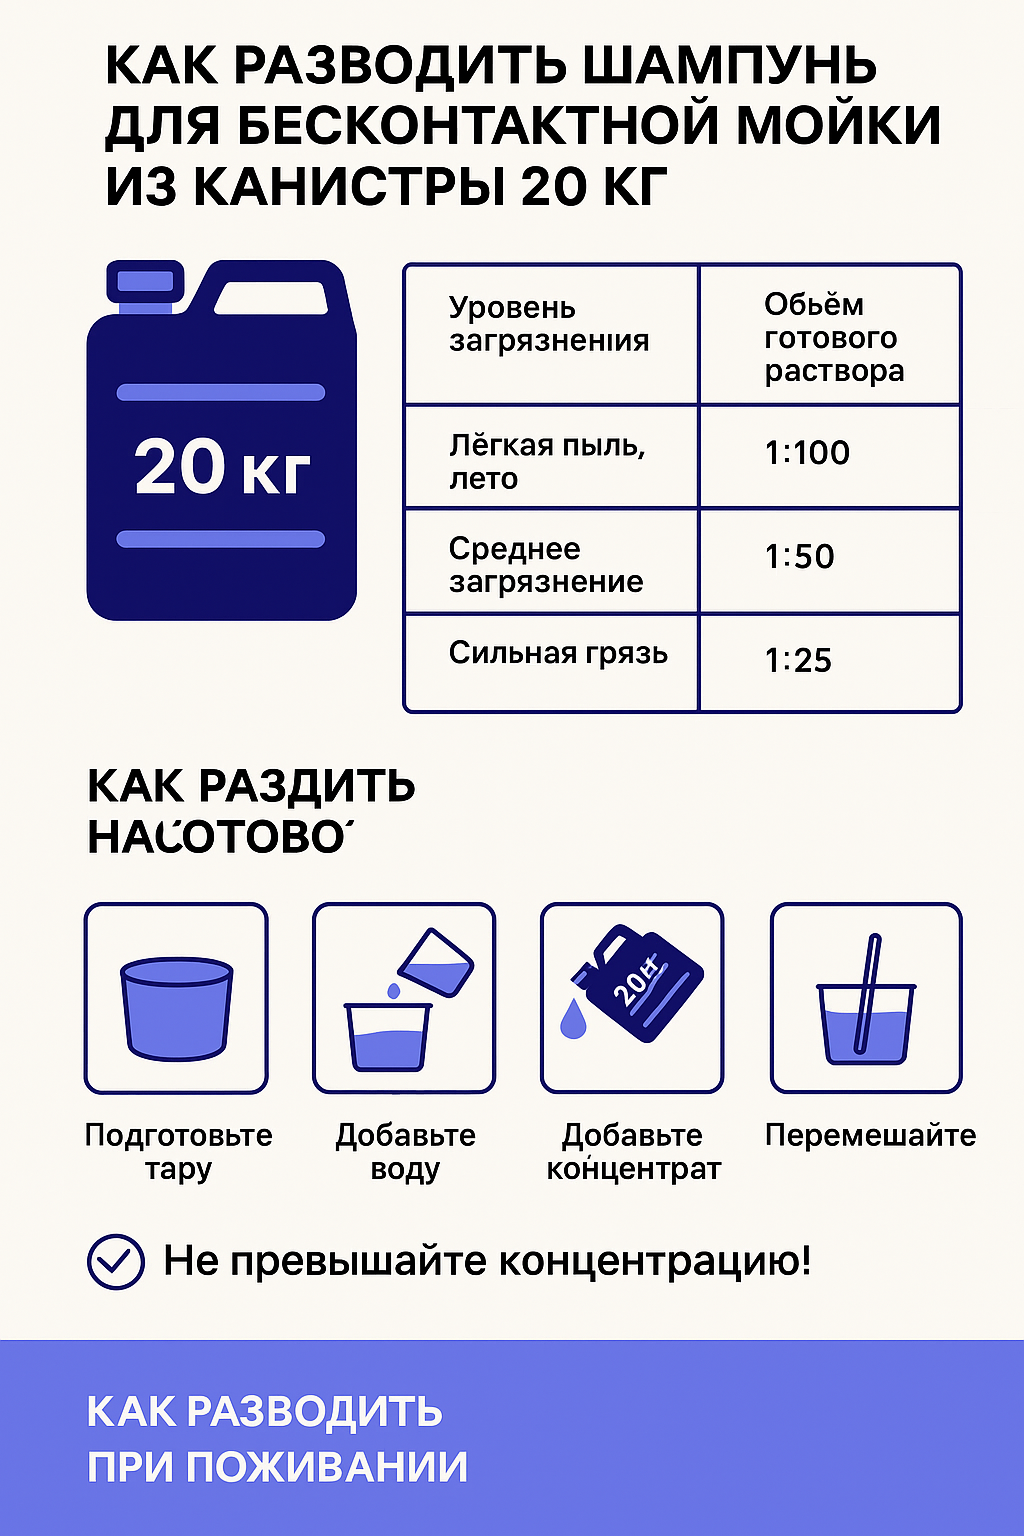 КАК РАЗВОДИТЬ ШАМПУНЬ
ДЛЯ БЕСКОНТАКТНОЙ МОЙКИ
ИЗ КАНИСТРЫ 20 КГ
20 кг
Уровень
загрязнения
Обьём
готового
раствора
Лёгкая пыль,
лето
1:100
Среднее
загрязнение
1:50
Сильная грязь
1:25
КАК РАЗДИТЬ
Подготовьте
тару
Добавьте
воду
Добавьте
концентрат
Перемешайте
Не превышайте концентрацию!
КАК РАЗВОДИТЬ
ПРИ ПОЖИВАНИИ